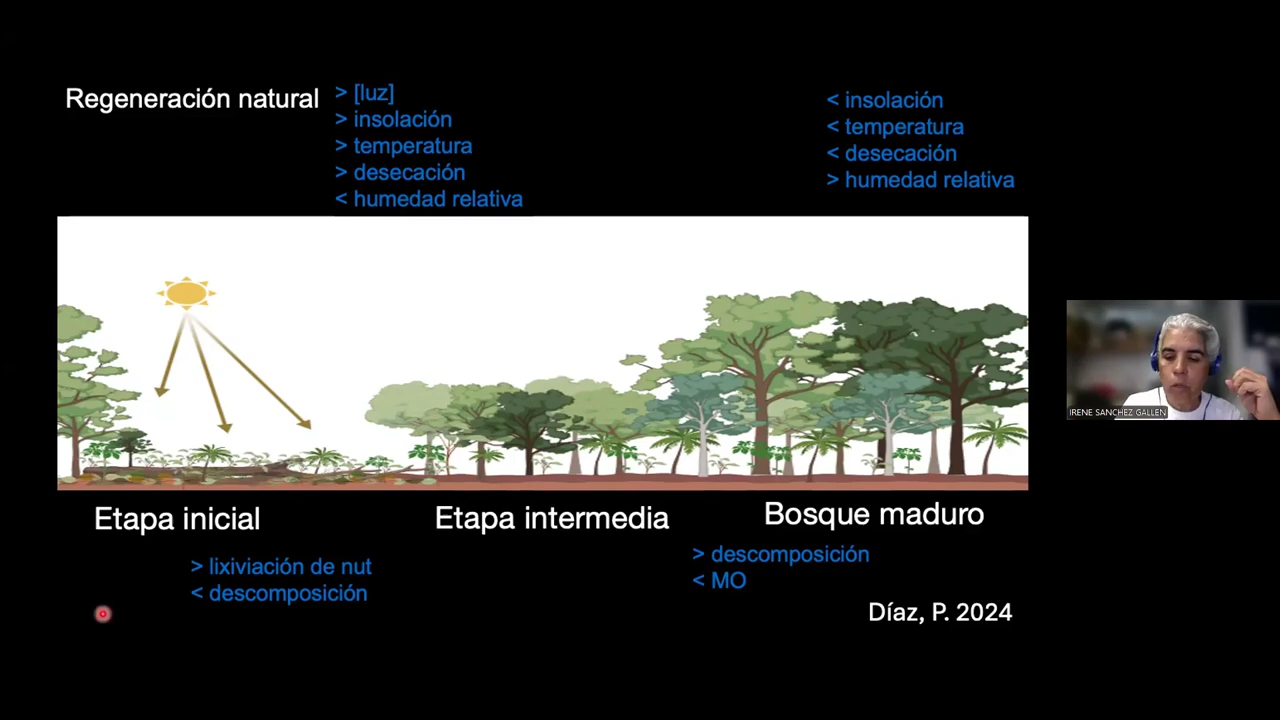 Regeneración natural
> [luz]
> insolación
> temperatura
> desecación
< humedad relativa
< insolación
< temperatura
< desecación
> humedad relativa
IRENE SANCHEZ GALLEN
Etapa inicial
Etapa intermedia
Bosque maduro
> lixiviación de nut
< descomposición
> descomposición
< MO
Díaz, P. 2024